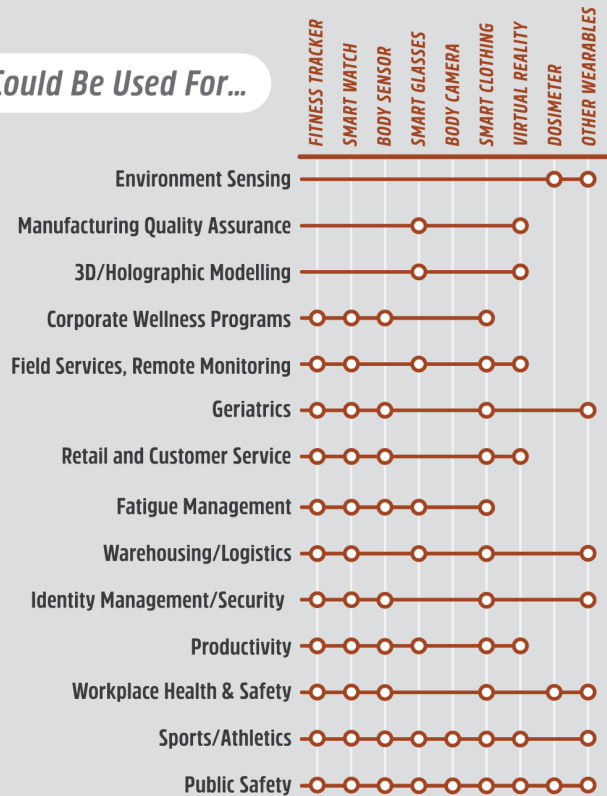 Could Be Used For...
FITNESS TRACKER
SMART WATCH
BODY SENSOR
SMART GLASSES
BODY CAMERA
SMART CLOTHING
VIRTUAL REALITY
DOSIMETER
OTHER WEARABLES
Environment Sensing
Manufacturing Quality Assurance
3D/Holographic Modelling
Corporate Wellness Programs
Field Services, Remote Monitoring
Geriatrics
Retail and Customer Service
Fatigue Management
Warehousing/Logistics
Identity Management/Security
Productivity
Workplace Health & Safety
Sports/Athletics
Public Safety